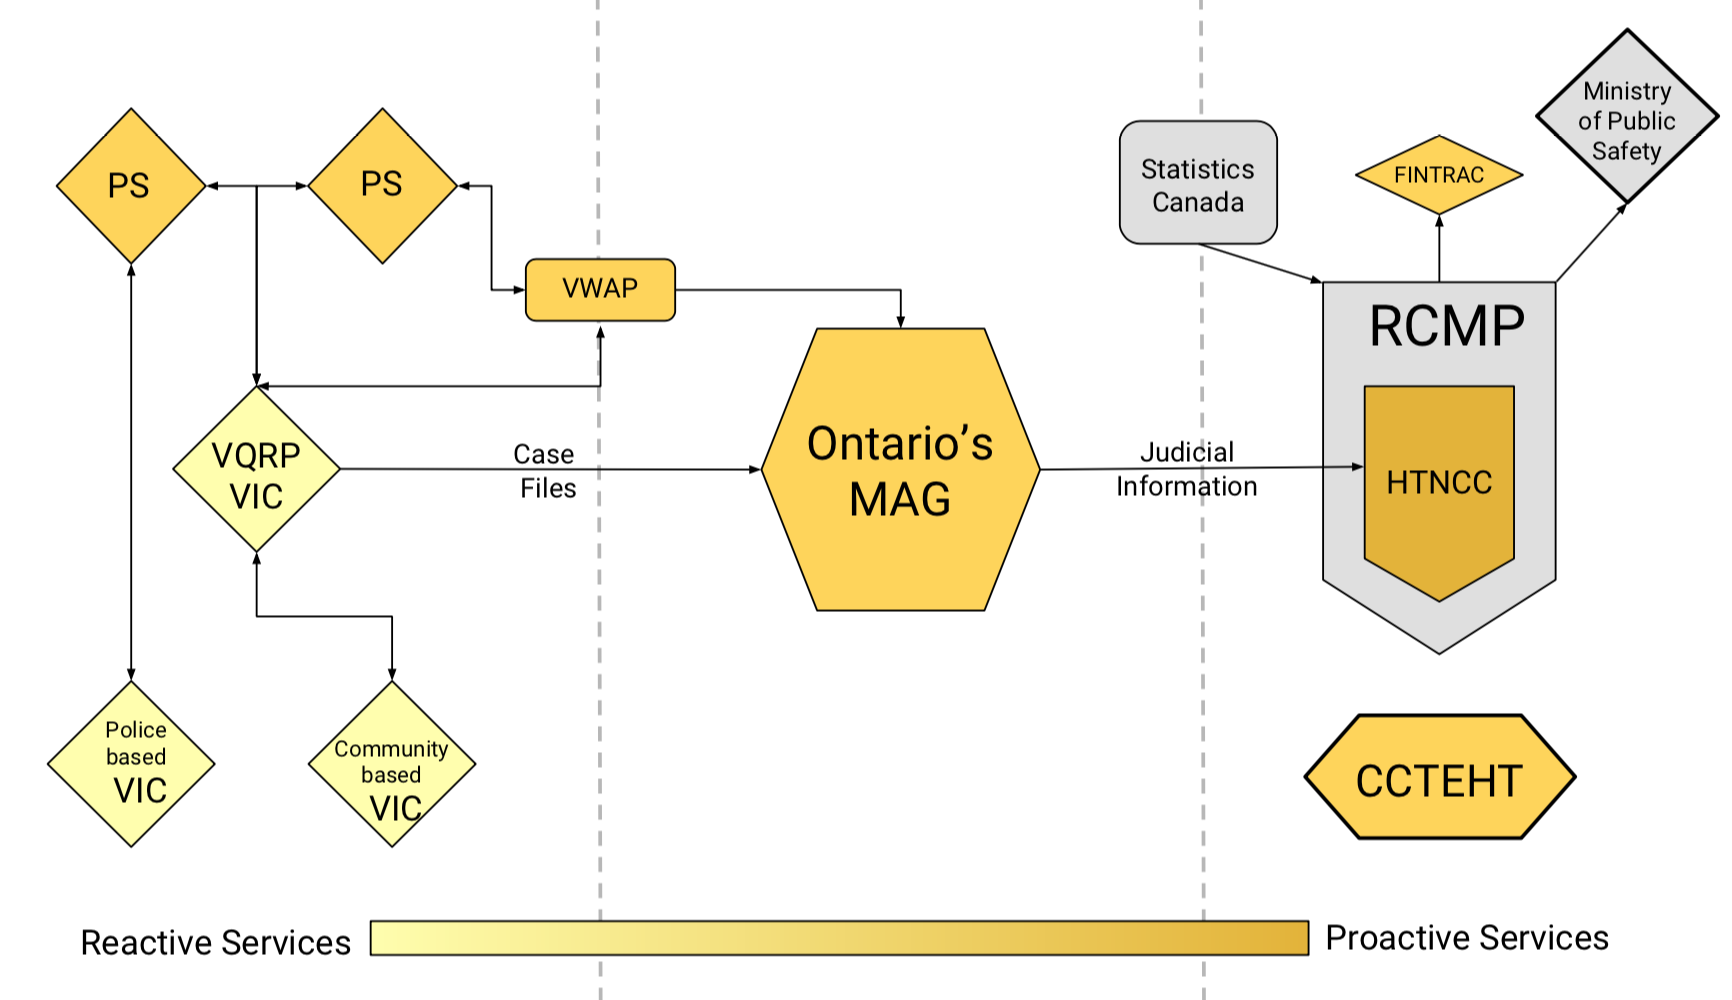 PS
PS
VWAP
VQRP
VIC
Case
Files
Police
based
VIC
Community
based
VIC
Ontario’s
MAG
Judicial
Information
Statistics
Canada
FINTRAC
Ministry
of Public
Safety
RCMP
HTNCC
CCTEHT
Reactive Services
Proactive Services